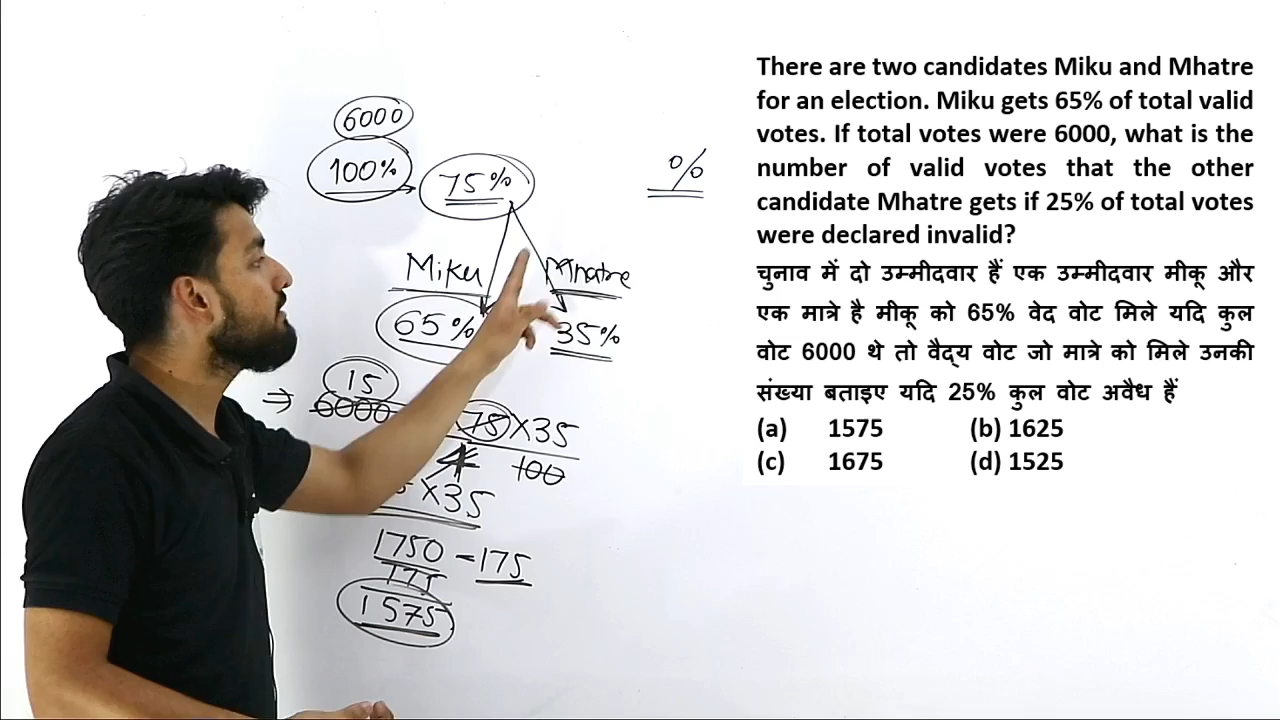 There are two candidates Miku and Mhatre
for an election. Miku gets 65% of total valid
votes. If total votes were 6000, what is the
number of valid votes that the other
candidate Mhatre gets if 25% of total votes
were declared invalid?
चुनाव में दो उम्मीदवार हैं एक उम्मीदवार मीकू और
एक मात्रे है मीकू को 65% वेद वोट मिले यदि कुल
वोट 6000 थे तो वैद्य वोट जो मात्रे को मिले उनकी
संख्या बताइए यदि 25% कुल वोट अवैध हैं
(a) 1575 (b) 1625
(c) 1675 (d) 1525
6000
100% 75% %
Miku Mhatre
65% 35%
15
⇒ 6000 75 ×35
100
×35
1750 - 175
175
1575